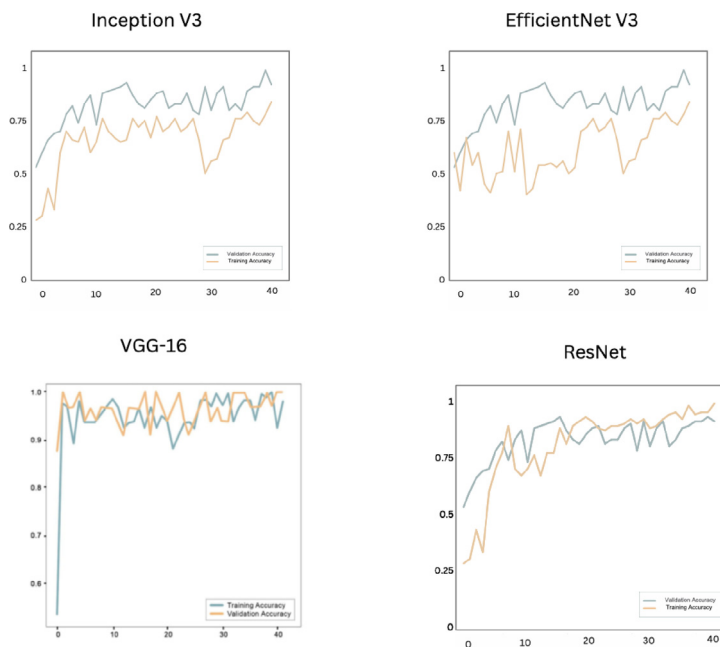 Inception V3
1
0.75
0.5
0.25
0
Validation Accuracy
Training Accuracy
0 10 20 30 40
EfficientNet V3
1
0.75
0.5
0.25
0
Validation Accuracy
Training Accuracy
0 10 20 30 40
VGG-16
1.0
0.9
0.8
0.7
0.6
Training Accuracy
Validation Accuracy
0 10 20 30 40
ResNet
1
0.75
0.5
0.25
0
Validation Accuracy
Training Accuracy
0 10 20 30 40